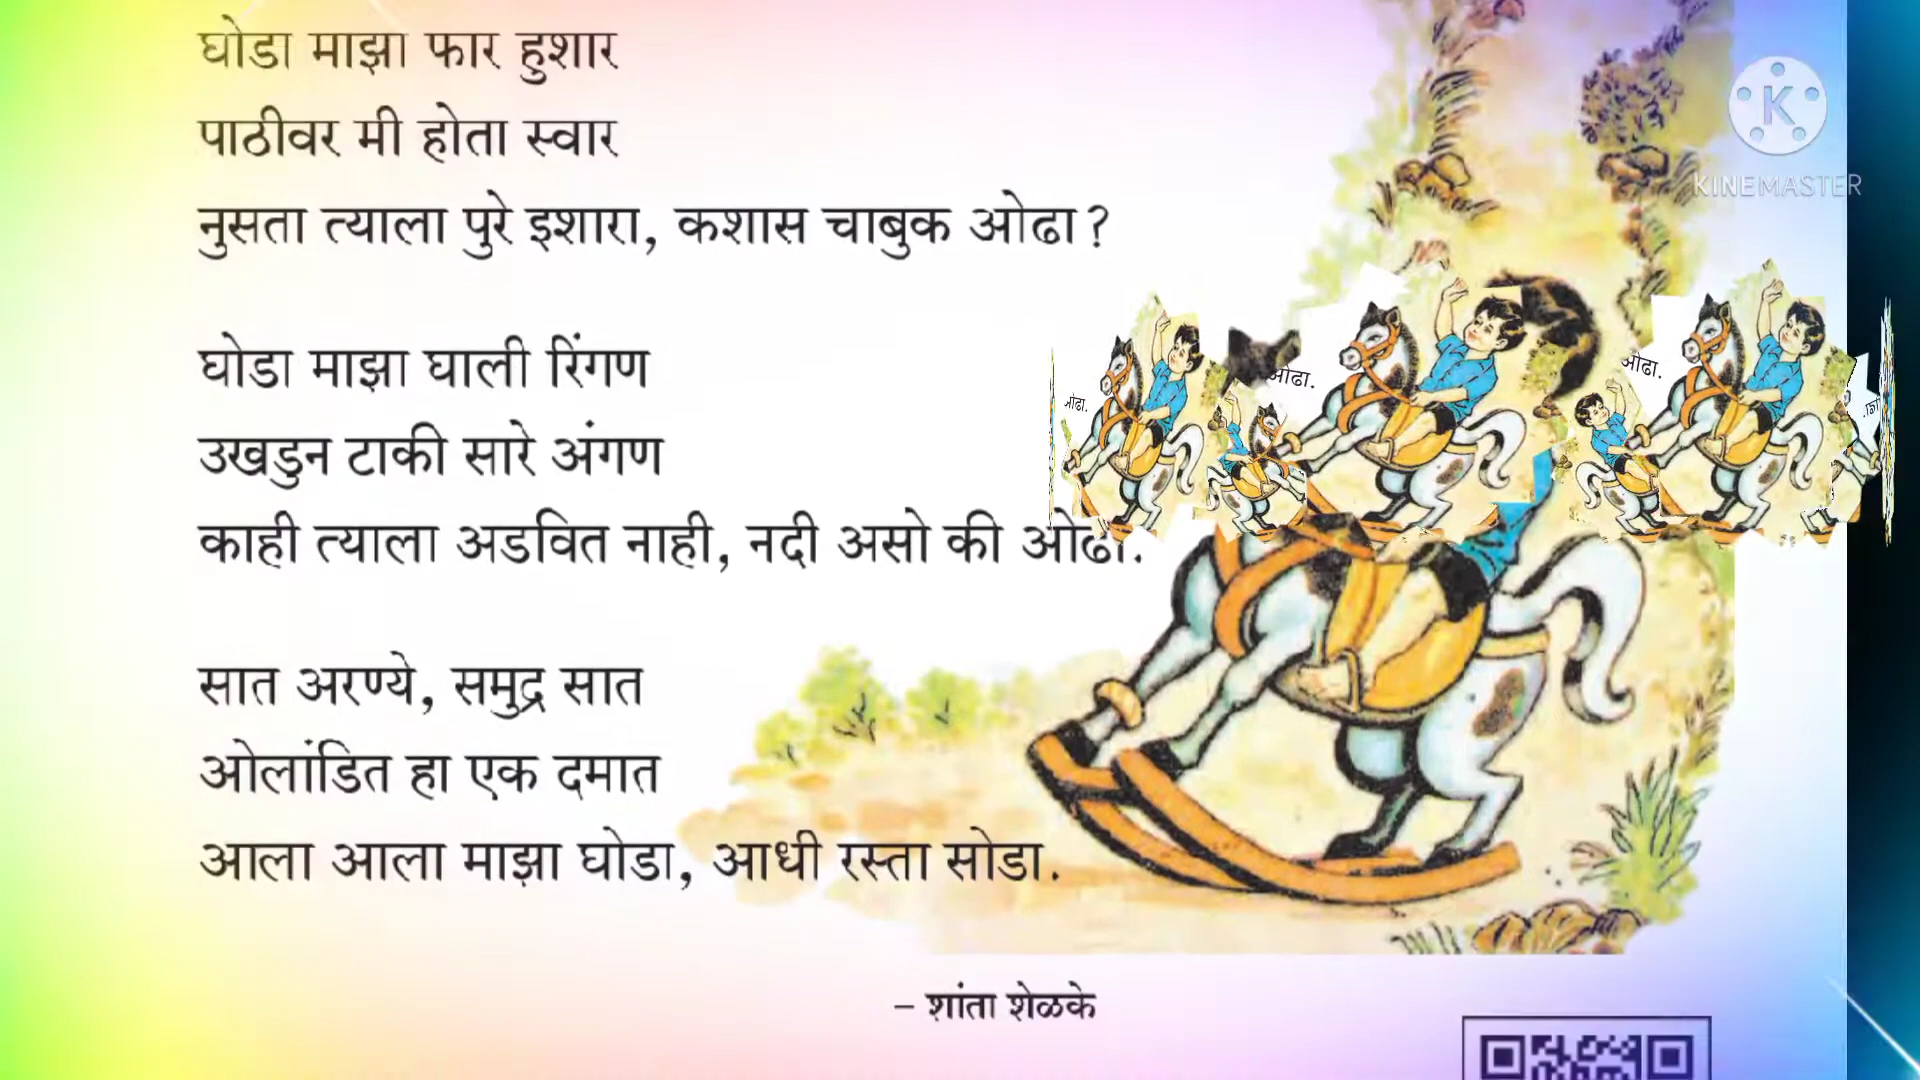 घोडा माझा फार हुशार
पाठीवर मी होता स्वार
नुसता त्याला पुरे इशारा, कशास चाबुक ओढा?
घोडा माझा घाली रिंगण
उखडुन टाकी सारे अंगण
काही त्याला अडवित नाही, नदी असो की ओढा.
सात अरण्ये, समुद्र सात
ओलांडित हा एक दमात
आला आला माझा घोडा, आधी रस्ता सोडा.
– शांता शेळके
K
KINEMASTER
ओढा.
ओढा.
ओढा.